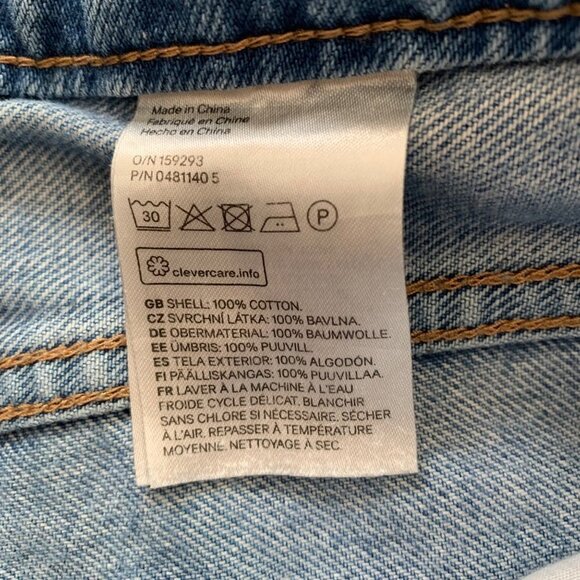 Made in China
Fabriqué en Chine
Hecho en China
O/N 159293
P/N 0481140 5
30 P
clevercare.info
GB SHELL: 100% COTTON.
CZ SVRCHNÍ LÁTKA: 100% BAVLNA.
DE OBERMATERIAL: 100% BAUMWOLLE.
EE ÜMBRIS: 100% PUUVILL.
ES TELA EXTERIOR: 100% ALGODÓN.
FI PÄÄLLISKANGAS: 100% PUUVILLAA.
FR LAVER À LA MACHINE À L'EAU
FROIDE CYCLE DÉLICAT. BLANCHIR
SANS CHLORE SI NÉCESSAIRE. SÉCHER
À L'AIR. REPASSER À TEMPÉRATURE
MOYENNE. NETTOYAGE À SEC.